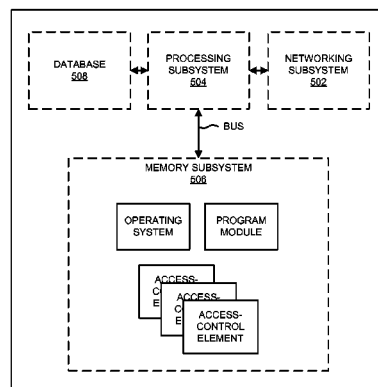 DATABASE
508
PROCESSING
SUBSYSTEM
504
NETWORKING
SUBSYSTEM
502
BUS
MEMORY SUBSYSTEM
506
OPERATING
SYSTEM
PROGRAM
MODULE
ACCESS-
ACCESS-
ACCESS-
CONTROL
ELEMENT